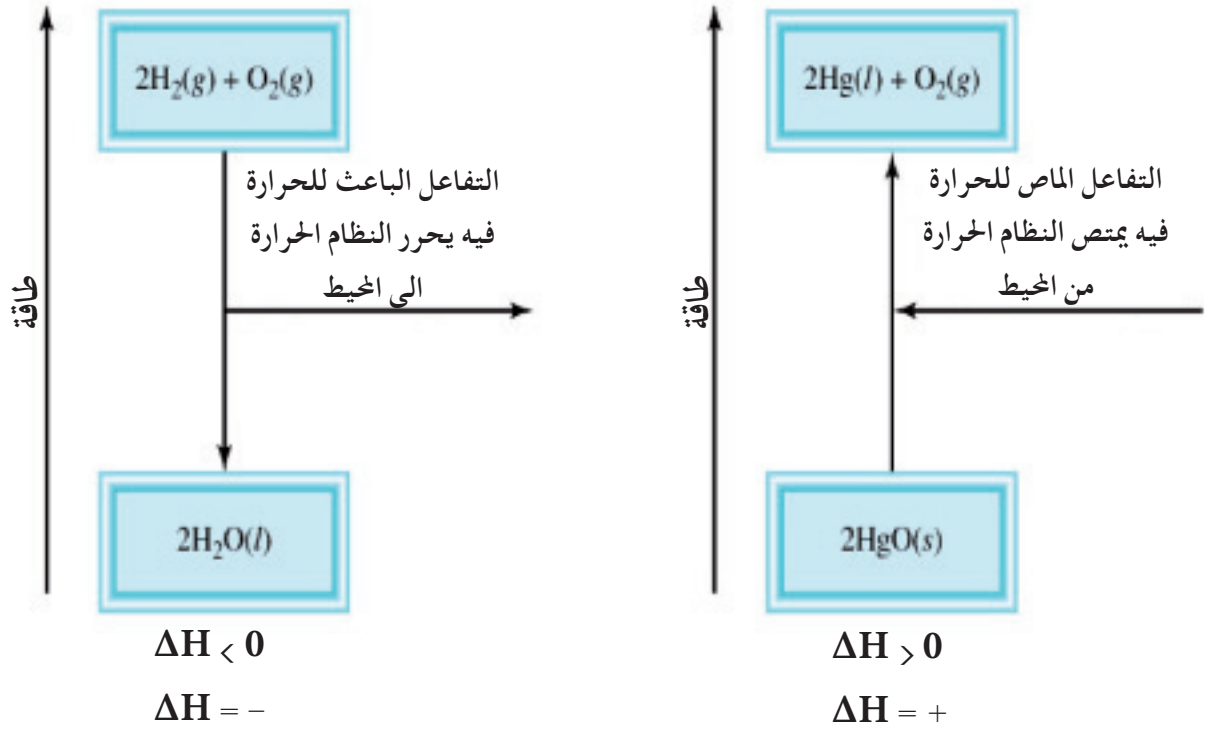 2H₂(g) + O₂(g)
التفاعل الباعث للحرارة
فيه يحرر النظام الحرارة
الى المحيط
طاقة
2H₂O(l)
ΔH < 0
ΔH = −
2Hg(l) + O₂(g)
التفاعل الماص للحرارة
فيه يمتص النظام الحرارة
من المحيط
طاقة
2HgO(s)
ΔH > 0
ΔH = +